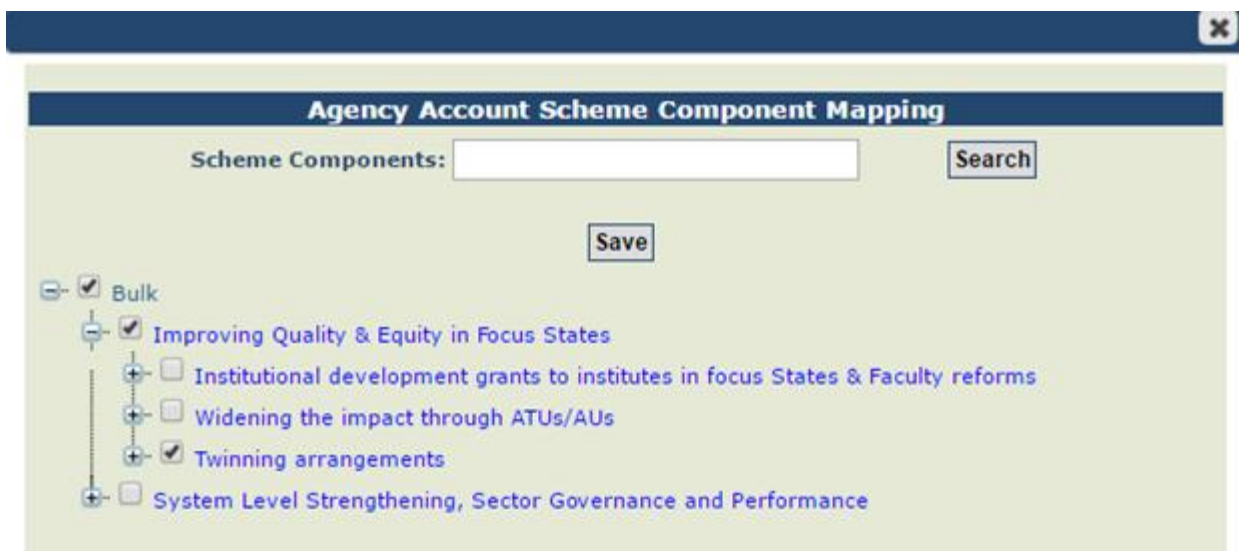 Agency Account Scheme Component Mapping
Scheme Components: Search
Save
Bulk
Improving Quality & Equity in Focus States
Institutional development grants to institutes in focus States & Faculty reforms
Widening the impact through ATUs/AUs
Twinning arrangements
System Level Strengthening, Sector Governance and Performance